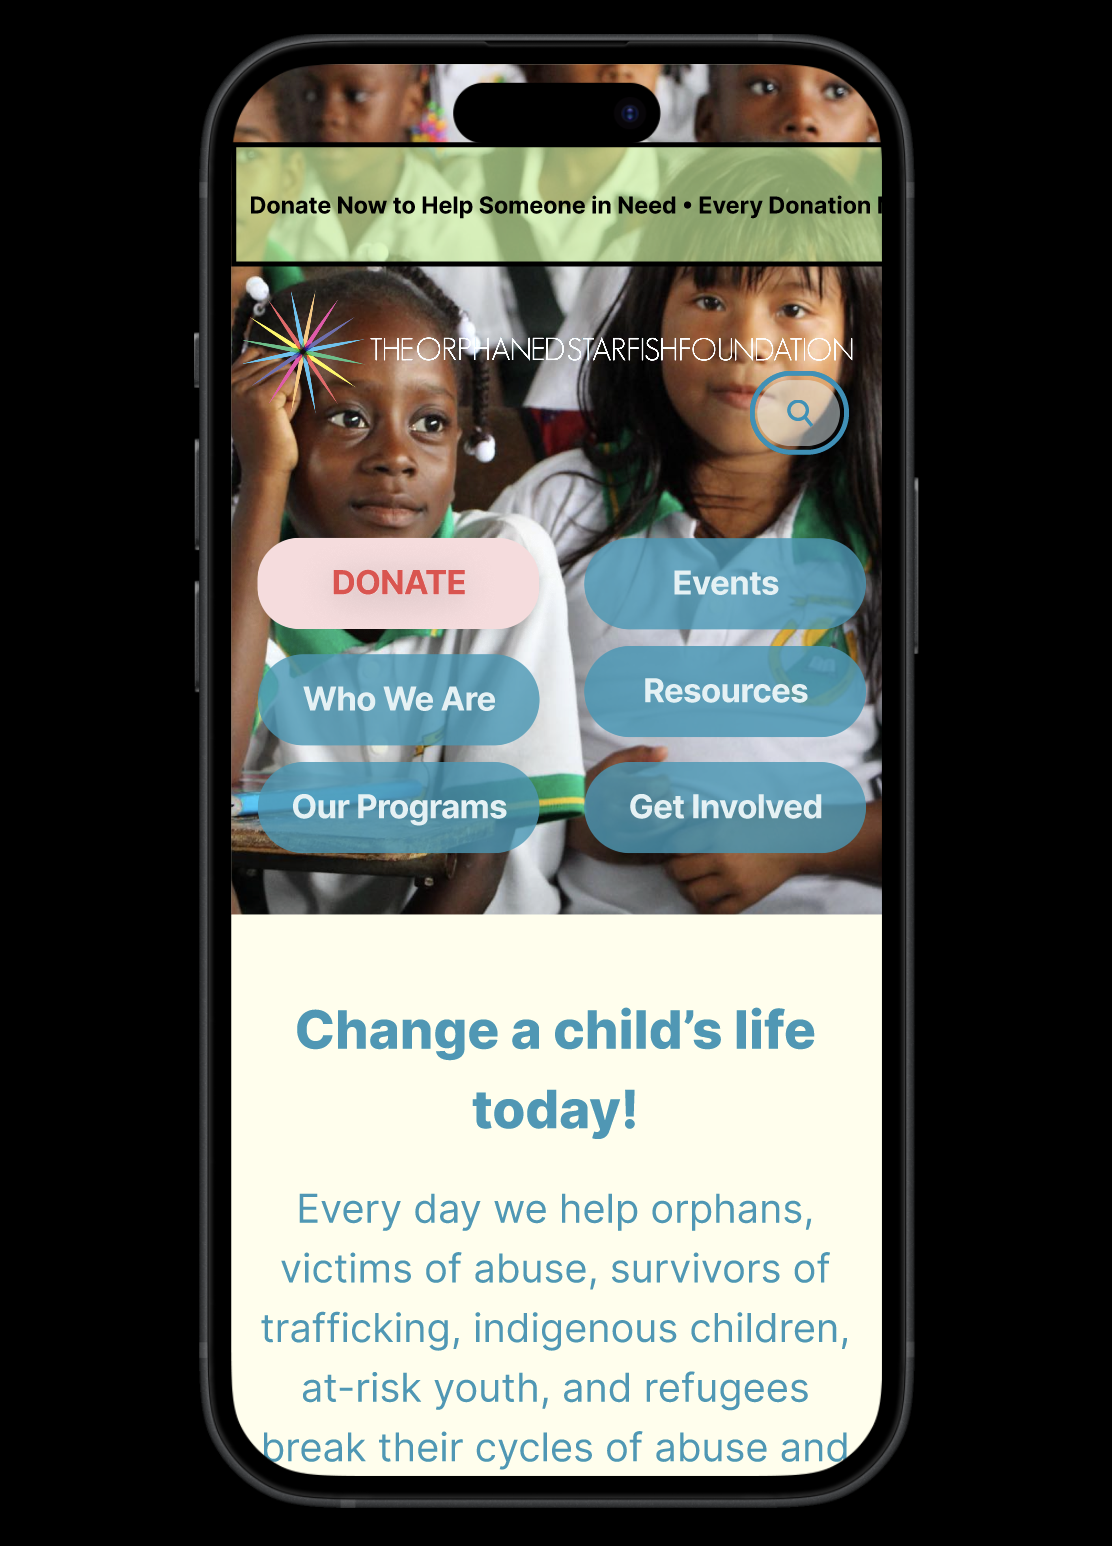 Donate Now to Help Someone in Need • Every Donation
THEORPHANEDSTARFISHFOUNDATION
DONATE
Events
Who We Are
Resources
Our Programs
Get Involved
Change a child’s life
today!
Every day we help orphans,
victims of abuse, survivors of
trafficking, indigenous children,
at-risk youth, and refugees
break their cycles of abuse and